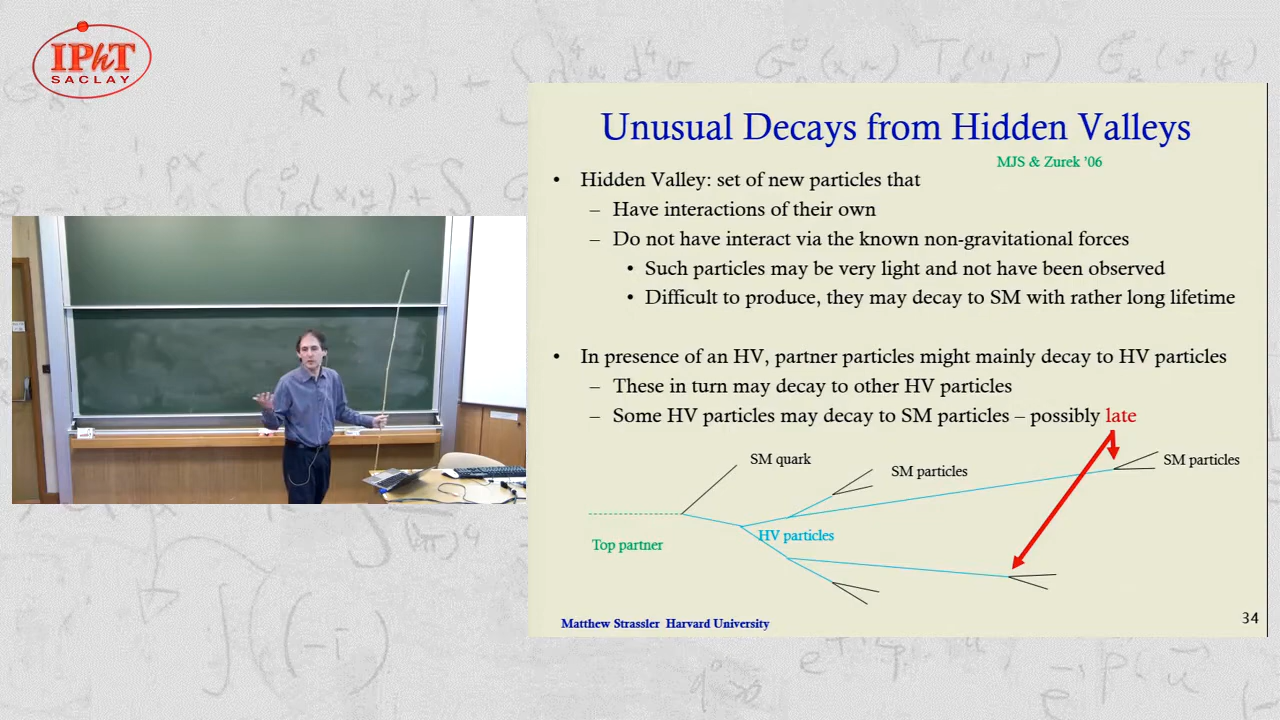 IPhT
SACLAY
Unusual Decays from Hidden Valleys
MJS & Zurek '06
• Hidden Valley: set of new particles that
– Have interactions of their own
– Do not have interact via the known non-gravitational forces
• Such particles may be very light and not have been observed
• Difficult to produce, they may decay to SM with rather long lifetime
• In presence of an HV, partner particles might mainly decay to HV particles
– These in turn may decay to other HV particles
– Some HV particles may decay to SM particles – possibly late
SM quark
SM particles
SM particles
HV particles
Top partner
Matthew Strassler Harvard University
34